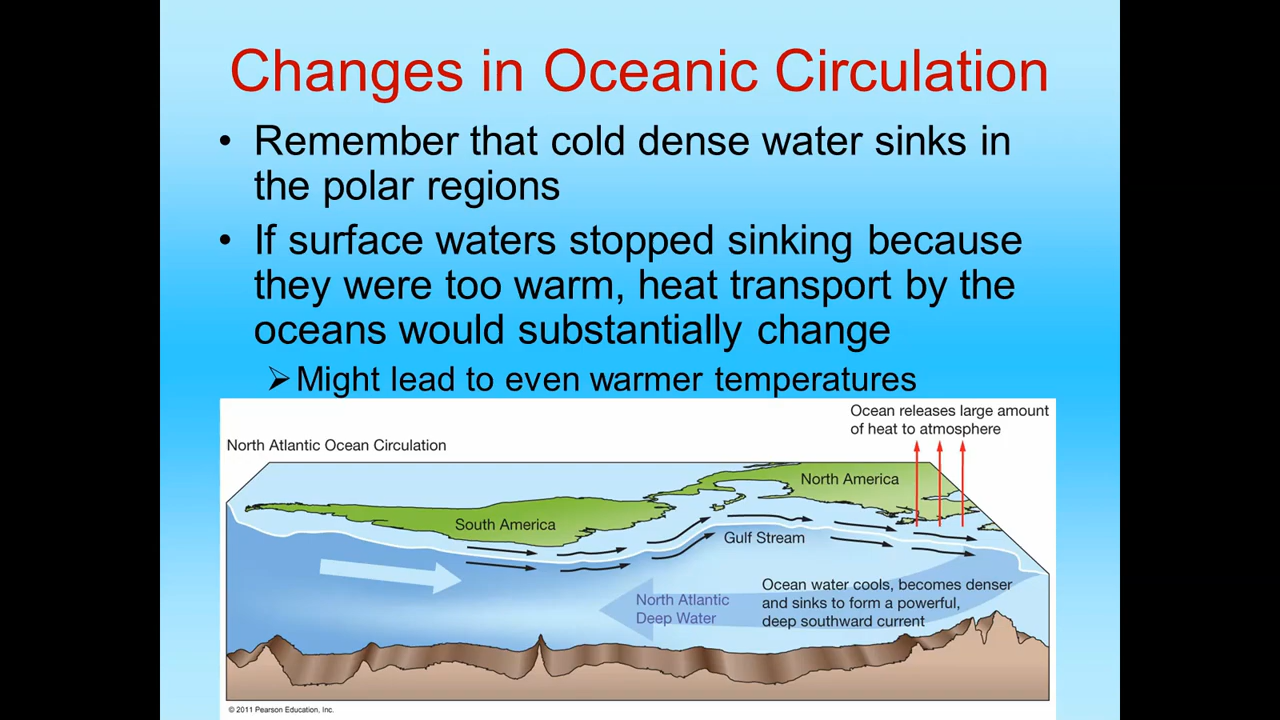 Changes in Oceanic Circulation
• Remember that cold dense water sinks in
the polar regions
• If surface waters stopped sinking because
they were too warm, heat transport by the
oceans would substantially change
➢Might lead to even warmer temperatures
Ocean releases large amount
of heat to atmosphere
North Atlantic Ocean Circulation
North America
South America
Gulf Stream
Ocean water cools, becomes denser
and sinks to form a powerful,
deep southward current
North Atlantic
Deep Water
© 2011 Pearson Education, Inc.